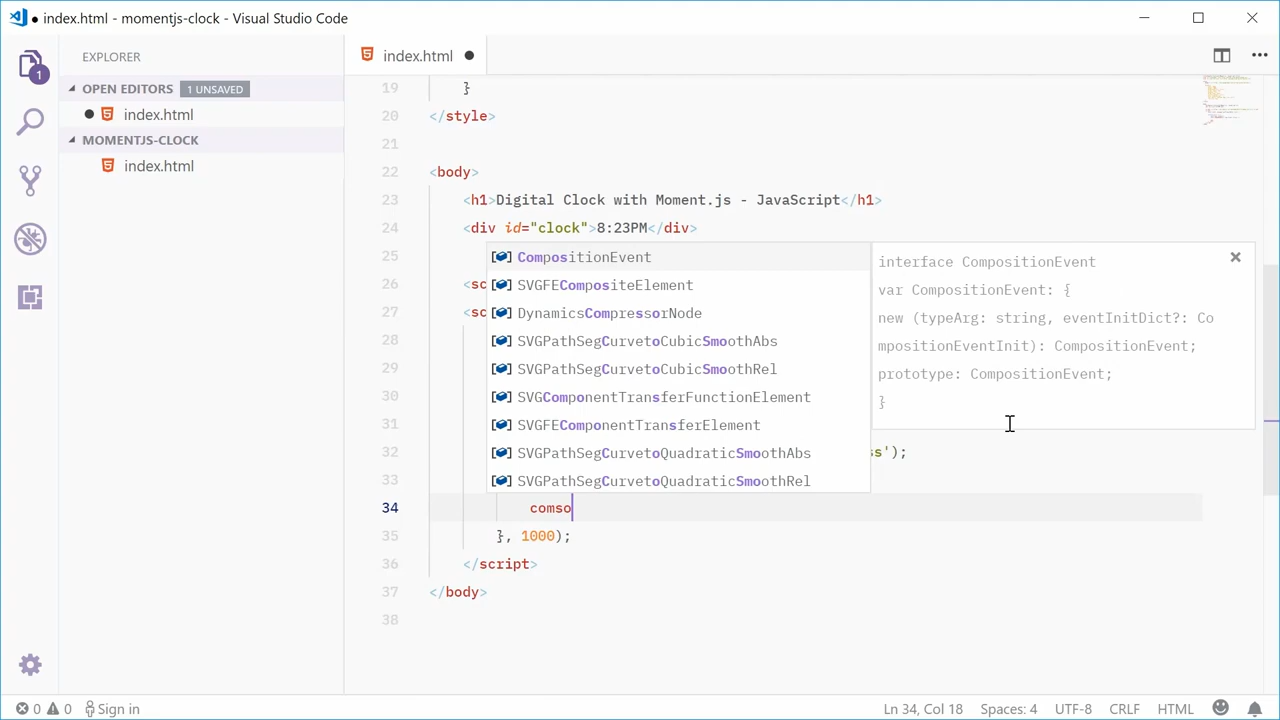 index.html - momentjs-clock - Visual Studio Code
EXPLORER
OPEN EDITORS 1 UNSAVED
index.html
MOMENTJS-CLOCK
index.html
1
index.html
19 }
20 </style>
21
22 <body>
23 <h1>Digital Clock with Moment.js - JavaScript</h1>
24 <div id="clock">8:23PM</div>
25
26 <sc
27 <sc
28
29
30
31
32 ss');
33
34 comso
35 }, 1000);
36 </script>
37 </body>
38
CompositionEvent
SVGFECompositeElement
DynamicsCompressorNode
SVGPathSegCurvetoCubicSmoothAbs
SVGPathSegCurvetoCubicSmoothRel
SVGComponentTransferFunctionElement
SVGFEComponentTransferElement
SVGPathSegCurvetoQuadraticSmoothAbs
SVGPathSegCurvetoQuadraticSmoothRel
interface CompositionEvent
var CompositionEvent: {
new (typeArg: string, eventInitDict?: Co
mpositionEventInit): CompositionEvent;
prototype: CompositionEvent;
}
0 0 Sign in
Ln 34, Col 18 Spaces: 4 UTF-8 CRLF HTML